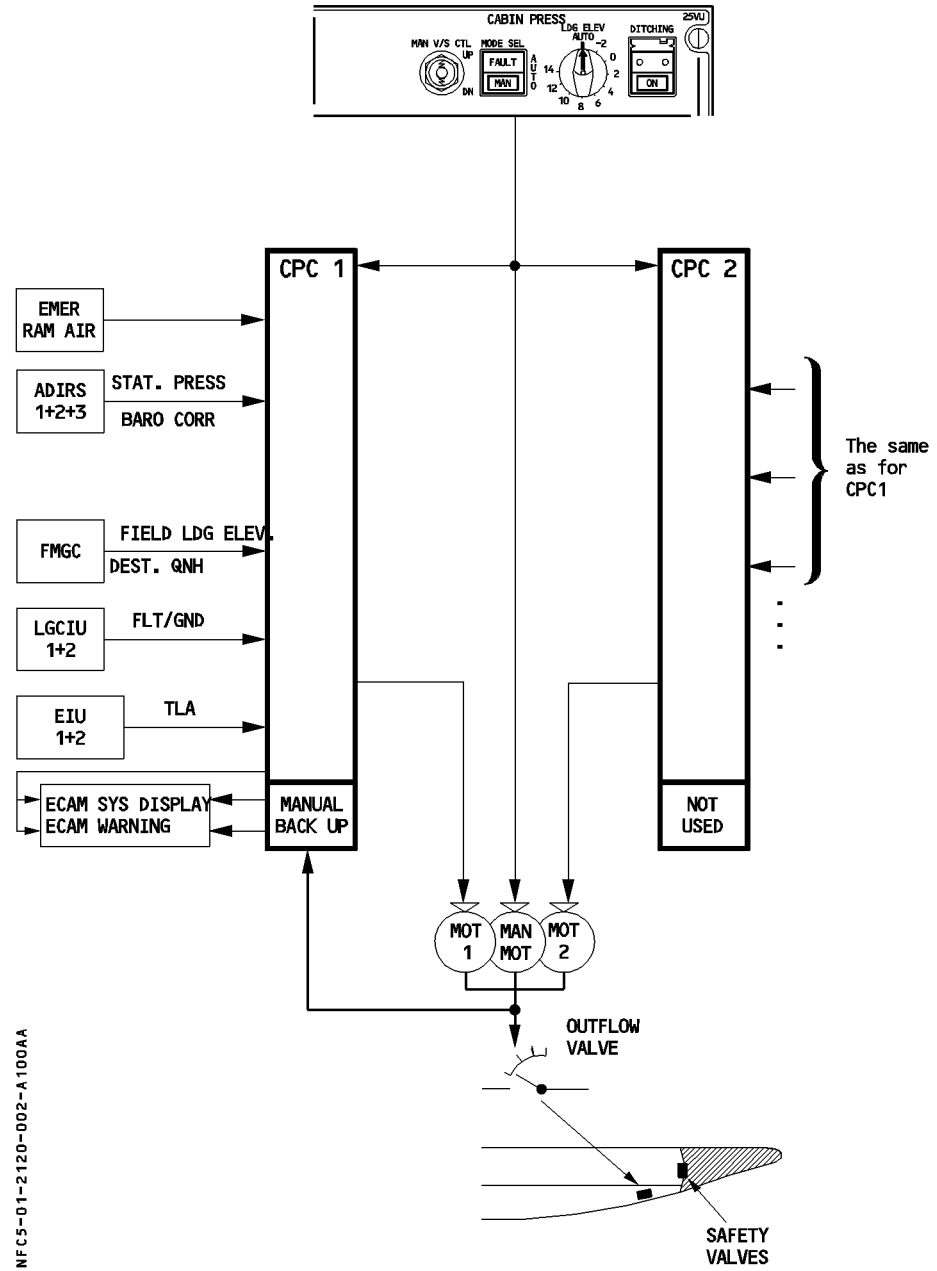 CABIN PRESS
25VU
LDG ELEV
AUTO
DITCHING
MAN V/S CTL
UP
DN
MODE SEL
FAULT
MAN
AUTO
-2
0
2
4
6
8
10
12
14
ON
CPC 1
CPC 2
EMER
RAM AIR
ADIRS
1+2+3
STAT. PRESS
BARO CORR
The same
as for
CPC1
FMGC
FIELD LDG ELEV.
DEST. QNH
LGCIU
1+2
FLT/GND
EIU
1+2
TLA
ECAM SYS DISPLAY
ECAM WARNING
MANUAL
BACK UP
NOT
USED
MOT
1
MAN
MOT
MOT
2
OUTFLOW
VALVE
SAFETY
VALVES
NFC5-01-2120-002-A100AA